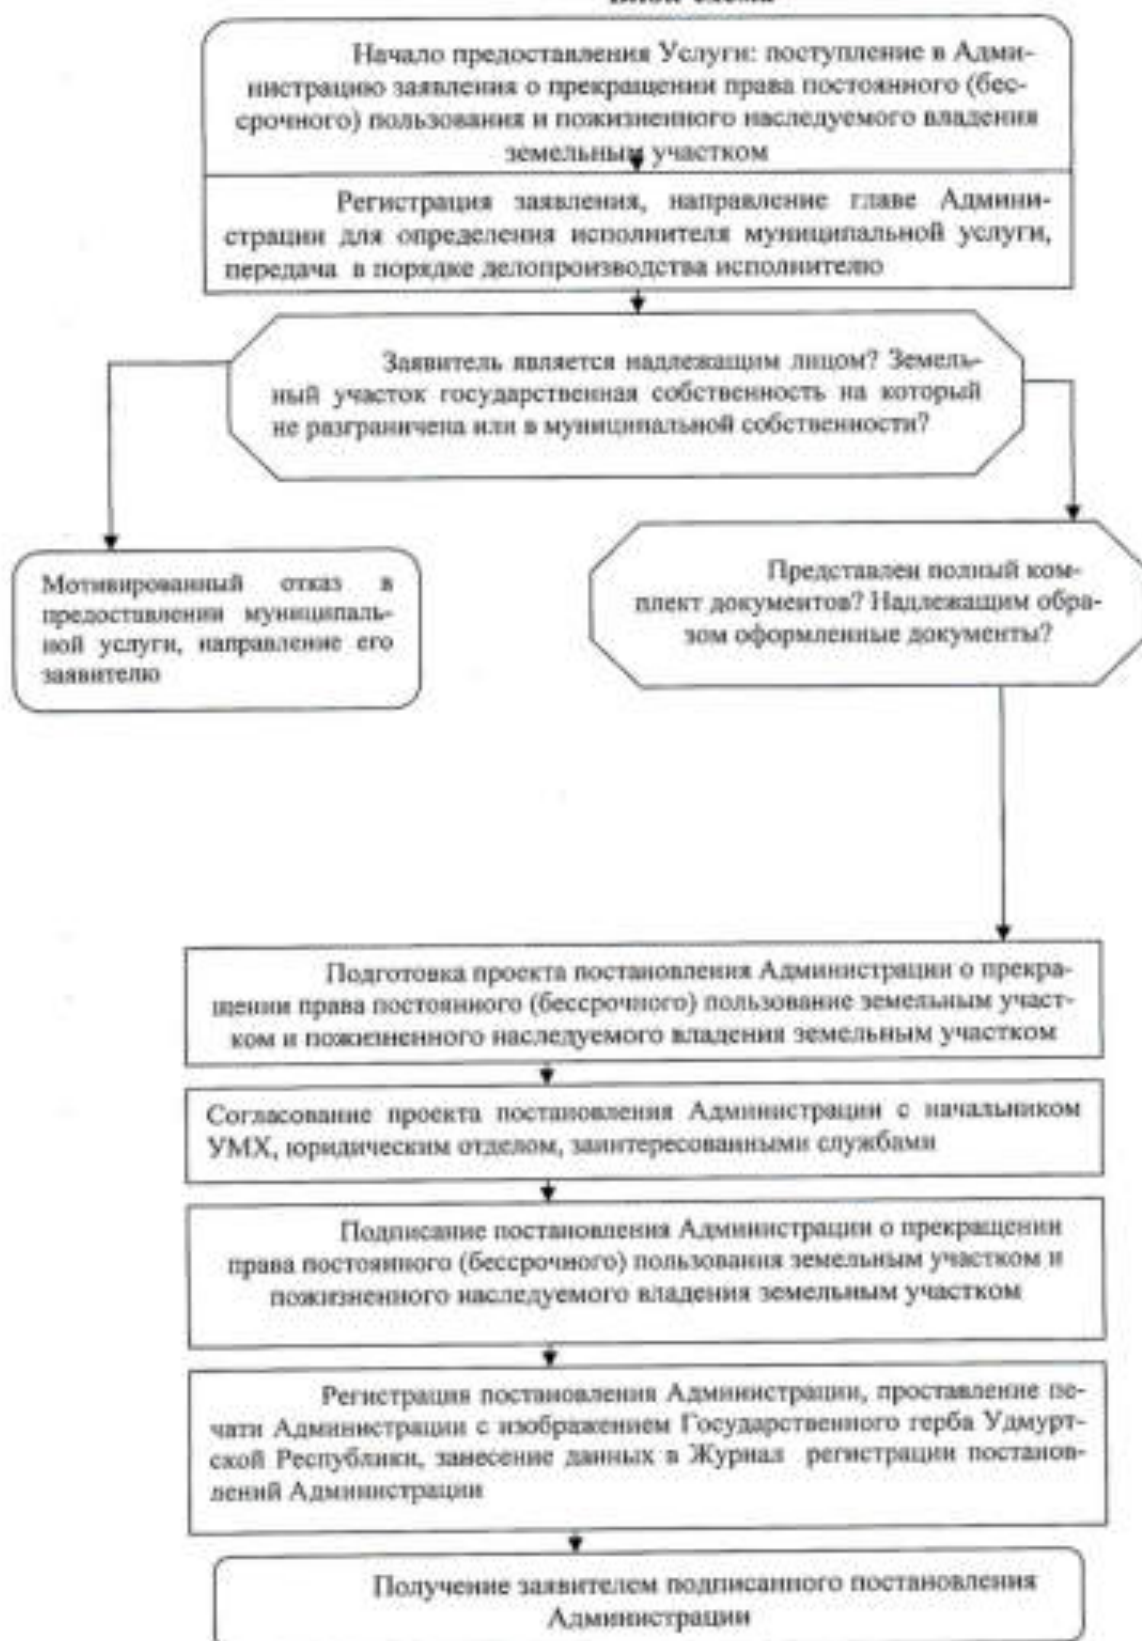 Начало предоставления Услуги: поступление в Адми-
нистрацию заявления о прекращении права постоянного (бес-
срочного) пользования и пожизненного наследуемого владения
земельным участком
Регистрация заявления, направление главе Админи-
страции для определения исполнителя муниципальной услуги,
передача в порядке делопроизводства исполнителю
Заявитель является надлежащим лицом? Земель-
ный участок государственная собственность на который
не разграничена или в муниципальной собственности?
Мотивированный отказ в
предоставлении муниципаль-
ной услуги, направление его
заявителю
Представлен полный ком-
плект документов? Надлежащим обра-
зом оформленные документы?
Подготовка проекта постановления Администрации о прекра-
щении права постоянного (бессрочного) пользование земельным участ-
ком и пожизненного наследуемого владения земельным участком
Согласование проекта постановления Администрации с начальником
УМХ, юридическим отделом, заинтересованными службами
Подписание постановления Администрации о прекращении
права постоянного (бессрочного) пользования земельным участком и
пожизненного наследуемого владения земельным участком
Регистрация постановления Администрации, проставление пе-
чати Администрации с изображением Государственного герба Удмурт-
ской Республики, занесение данных в Журнал регистрации постанов-
лений Администрации
Получение заявителем подписанного постановления
Администрации